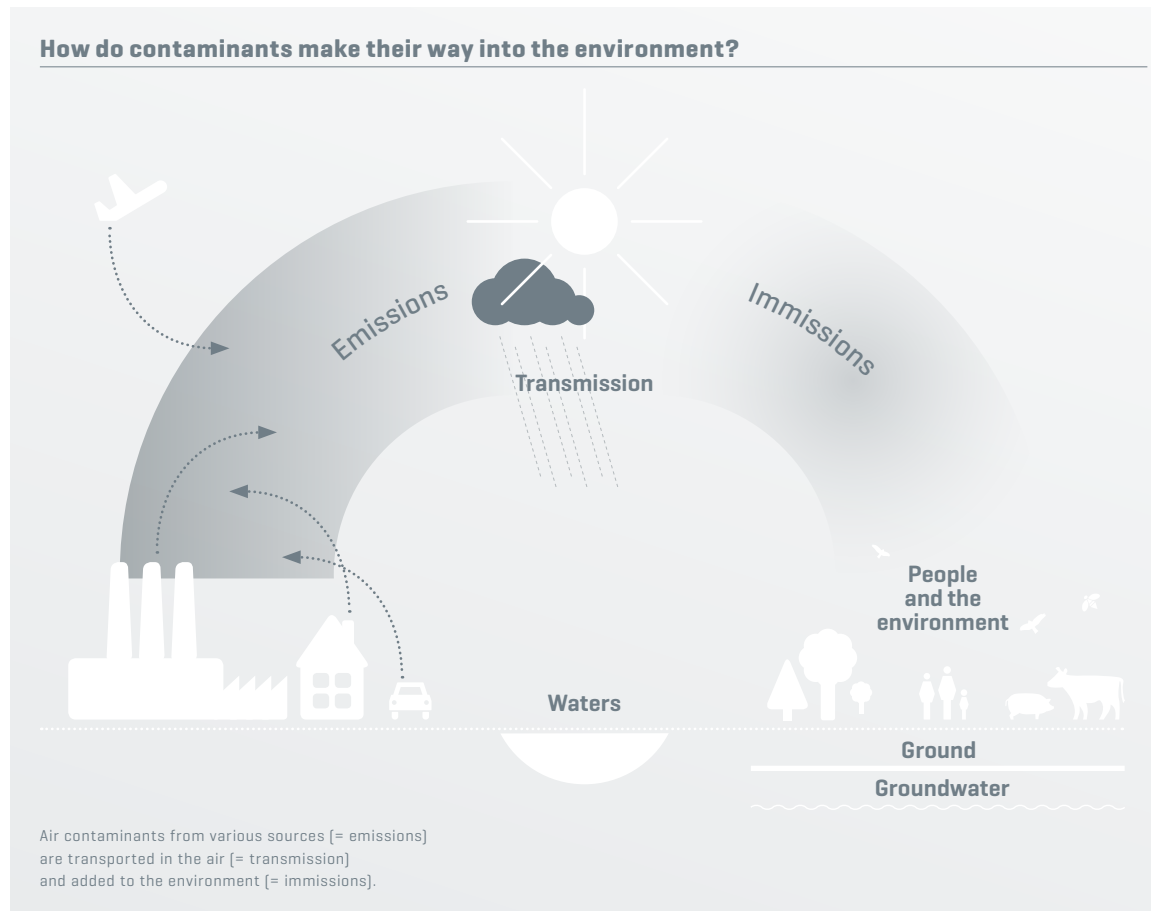 How do contaminants make their way into the environment?
Emissions
Immissions
Transmission
People
and the
environment
Waters
Ground
Groundwater
Air contaminants from various sources (= emissions)
are transported in the air (= transmission)
and added to the environment (= immissions).